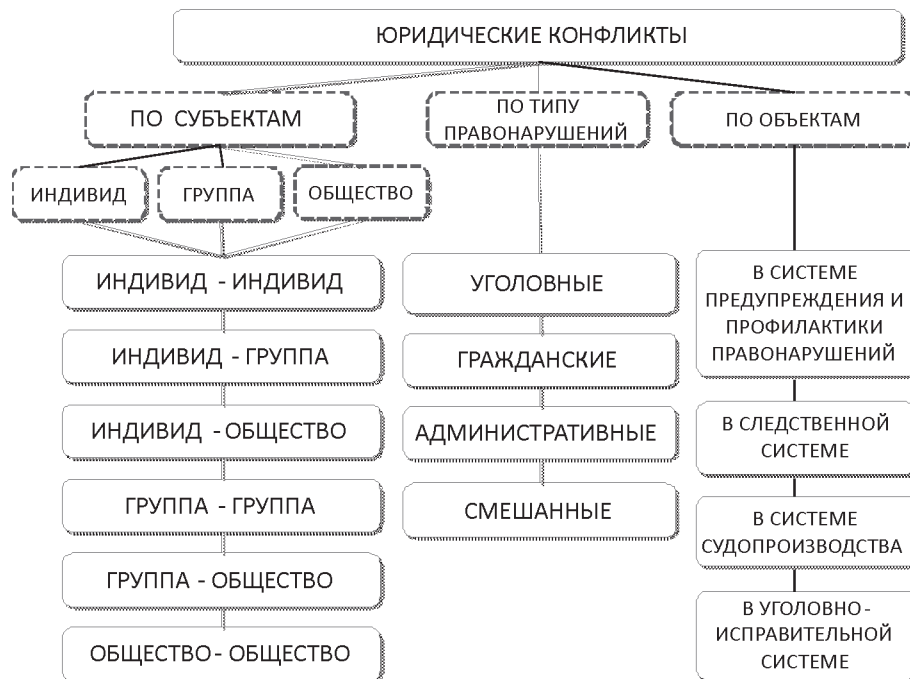 ЮРИДИЧЕСКИЕ КОНФЛИКТЫ
ПО СУБЪЕКТАМ
ПО ТИПУ
ПРАВОНАРУШЕНИЙ
ПО ОБЪЕКТАМ
ИНДИВИД
ГРУППА
ОБЩЕСТВО
ИНДИВИД - ИНДИВИД
ИНДИВИД - ГРУППА
ИНДИВИД - ОБЩЕСТВО
ГРУППА - ГРУППА
ГРУППА - ОБЩЕСТВО
ОБЩЕСТВО - ОБЩЕСТВО
УГОЛОВНЫЕ
ГРАЖДАНСКИЕ
АДМИНИСТРАТИВНЫЕ
СМЕШАННЫЕ
В СИСТЕМЕ
ПРЕДУПРЕЖДЕНИЯ И
ПРОФИЛАКТИКИ
ПРАВОНАРУШЕНИЙ
В СЛЕДСТВЕННОЙ
СИСТЕМЕ
В СИСТЕМЕ
СУДОПРОИЗВОДСТВА
В УГОЛОВНО-
ИСПРАВИТЕЛЬНОЙ
СИСТЕМЕ